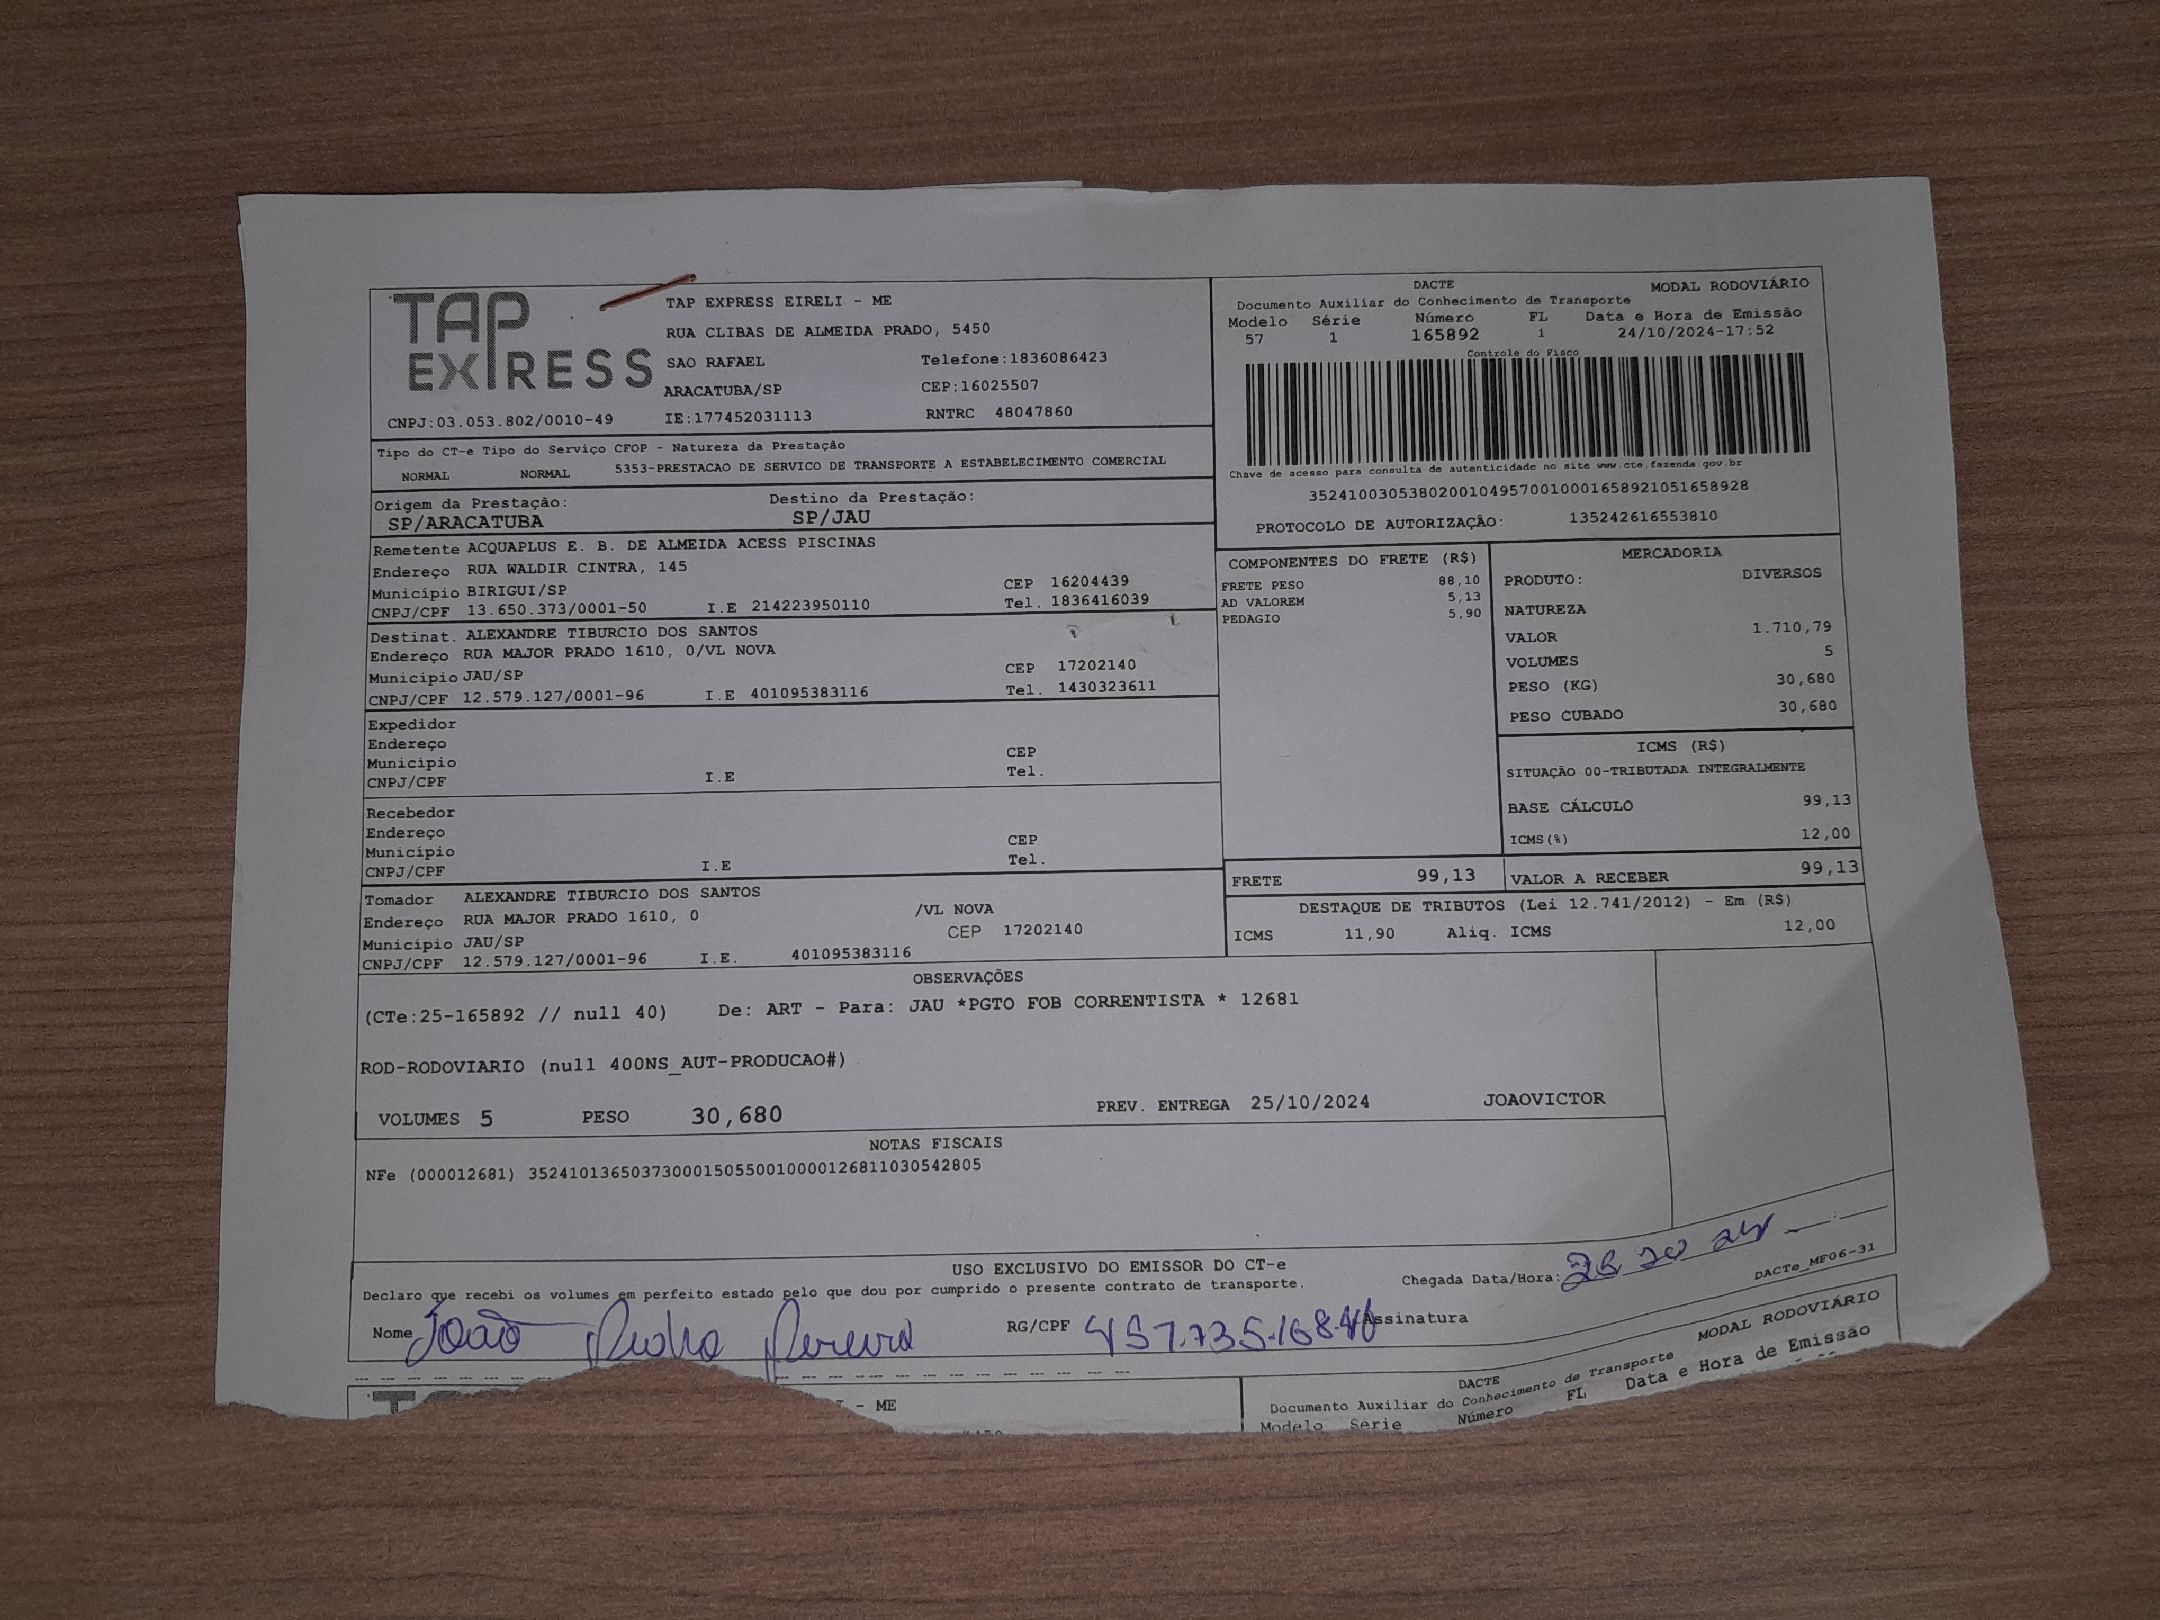 TAP
EXPRESS
TAP EXPRESS EIRELI - ME
RUA CLIBAS DE ALMEIDA PRADO, 5450
SAO RAFAEL Telefone:1836086423
ARACATUBA/SP CEP:16025507
CNPJ:03.053.802/0010-49 IE:177452031113 RNTRC 48047860
DACTE MODAL RODOVIÁRIO
Documento Auxiliar do Conhecimento de Transporte
Modelo Série Número FL Data e Hora de Emissão
57 1 165892 1 24/10/2024-17:52
Controle do Fisco
Chave de acesso para consulta de autenticidade no site www.cte.fazenda.gov.br
35241003053802001049570010001658921051658928
PROTOCOLO DE AUTORIZAÇÃO: 135242616553810
Tipo do CT-e Tipo do Serviço CFOP - Natureza da Prestação
NORMAL NORMAL 5353-PRESTACAO DE SERVICO DE TRANSPORTE A ESTABELECIMENTO COMERCIAL
Origem da Prestação: Destino da Prestação:
SP/ARACATUBA SP/JAU
Remetente ACQUAPLUS E. B. DE ALMEIDA ACESS PISCINAS
Endereço RUA WALDIR CINTRA, 145
Município BIRIGUI/SP CEP 16204439
CNPJ/CPF 13.650.373/0001-50 I.E 214223950110 Tel. 1836416039
Destinat. ALEXANDRE TIBURCIO DOS SANTOS
Endereço RUA MAJOR PRADO 1610, 0/VL NOVA
Município JAU/SP CEP 17202140
CNPJ/CPF 12.579.127/0001-96 I.E 401095383116 Tel. 1430323611
Expedidor
Endereço
Município CEP
CNPJ/CPF I.E Tel.
Recebedor
Endereço
Município CEP
CNPJ/CPF I.E Tel.
Tomador ALEXANDRE TIBURCIO DOS SANTOS
Endereço RUA MAJOR PRADO 1610, 0 /VL NOVA
Município JAU/SP CEP 17202140
CNPJ/CPF 12.579.127/0001-96 I.E. 401095383116
COMPONENTES DO FRETE (R$)
FRETE PESO 88,10
AD VALOREM 5,13
PEDAGIO 5,90
MERCADORIA
PRODUTO: DIVERSOS
NATUREZA
VALOR 1.710,79
VOLUMES 5
PESO (KG) 30,680
PESO CUBADO 30,680
ICMS (R$)
SITUAÇÃO 00-TRIBUTADA INTEGRALMENTE
BASE CÁLCULO 99,13
ICMS(%) 12,00
FRETE 99,13 VALOR A RECEBER 99,13
DESTAQUE DE TRIBUTOS (Lei 12.741/2012) - Em (R$)
ICMS 11,90 Aliq. ICMS 12,00
OBSERVAÇÕES
(CTe:25-165892 // null 40) De: ART - Para: JAU *PGTO FOB CORRENTISTA * 12681
ROD-RODOVIARIO (null 400NS_AUT-PRODUCAO#)
VOLUMES 5 PESO 30,680 PREV. ENTREGA 25/10/2024 JOAOVICTOR
NOTAS FISCAIS
NFe (000012681) 35241013650373000150550010000126811030542805
USO EXCLUSIVO DO EMISSOR DO CT-e
Declaro que recebi os volumes em perfeito estado pelo que dou por cumprido o presente contrato de transporte. Chegada Data/Hora:
DACTe_MF06-31
Nome João Pedro Pereira RG/CPF 457.735.168.40 Assinatura
- ME
DACTE MODAL RODOVIÁRIO
Documento Auxiliar do Conhecimento de Transporte
Modelo Serie Número FL Data e Hora de Emissão